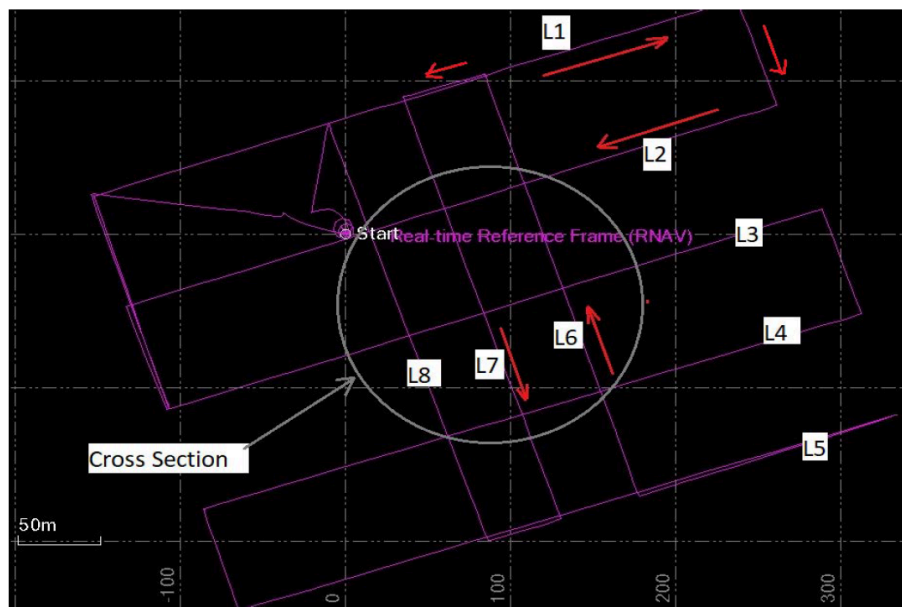 L1
L2
Start
Real-time Reference Frame (RNAV)
L3
L4
L6
L7
L8
L5
Cross Section
50m
-100
0
100
200
300